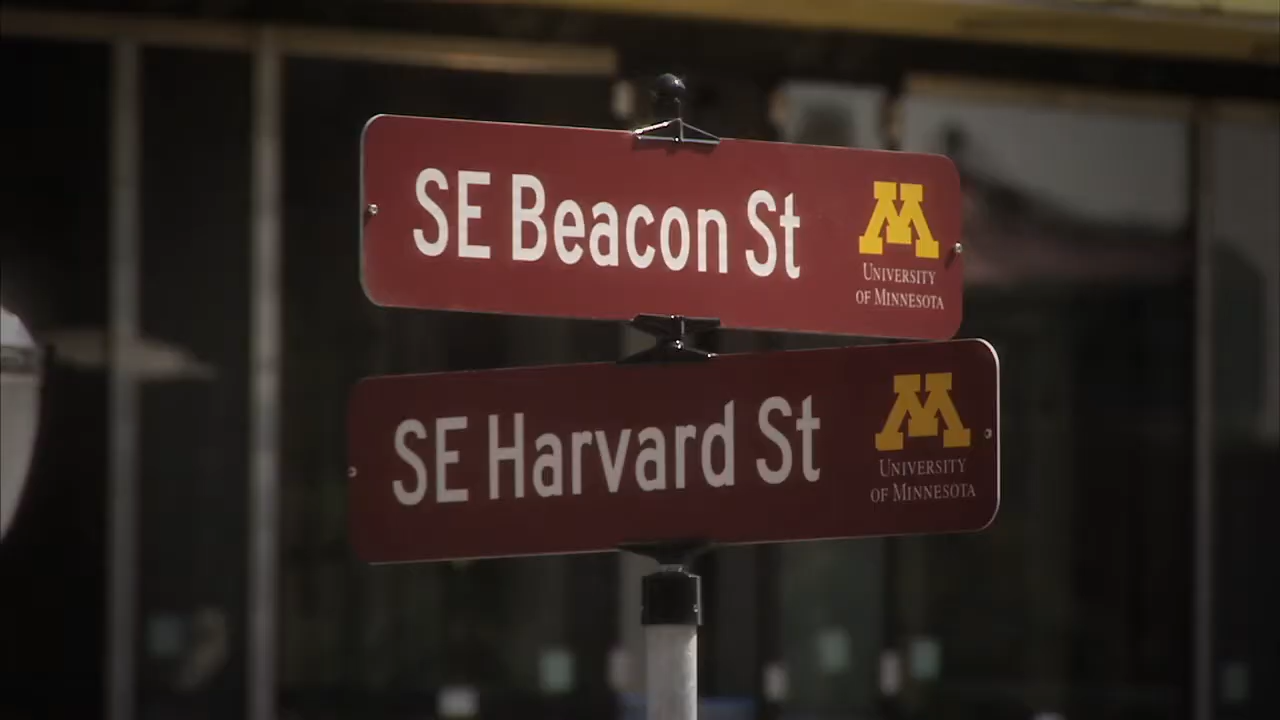 SE Beacon St
M
UNIVERSITY
OF MINNESOTA
SE Harvard St
M
UNIVERSITY
OF MINNESOTA